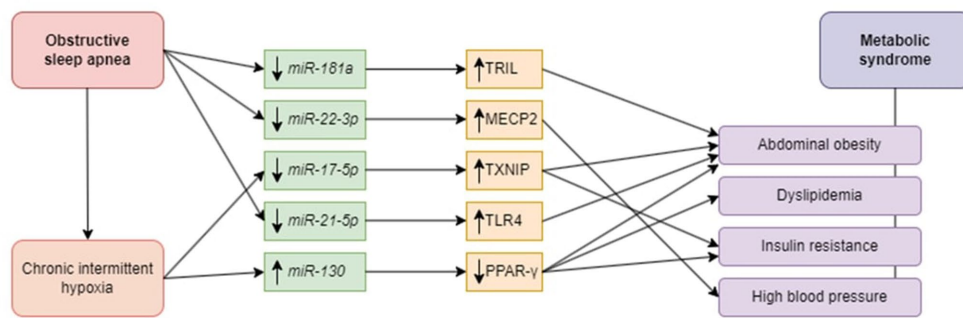 Obstructive
sleep apnea
Metabolic
syndrome
↓ miR-181a
↑TRIL
↓ miR-22-3p
↑MECP2
↓ miR-17-5p
↑TXNIP
↓ miR-21-5p
↑TLR4
↑ miR-130
↓PPAR-γ
Abdominal obesity
Dyslipidemia
Insulin resistance
High blood pressure
Chronic intermittent
hypoxia